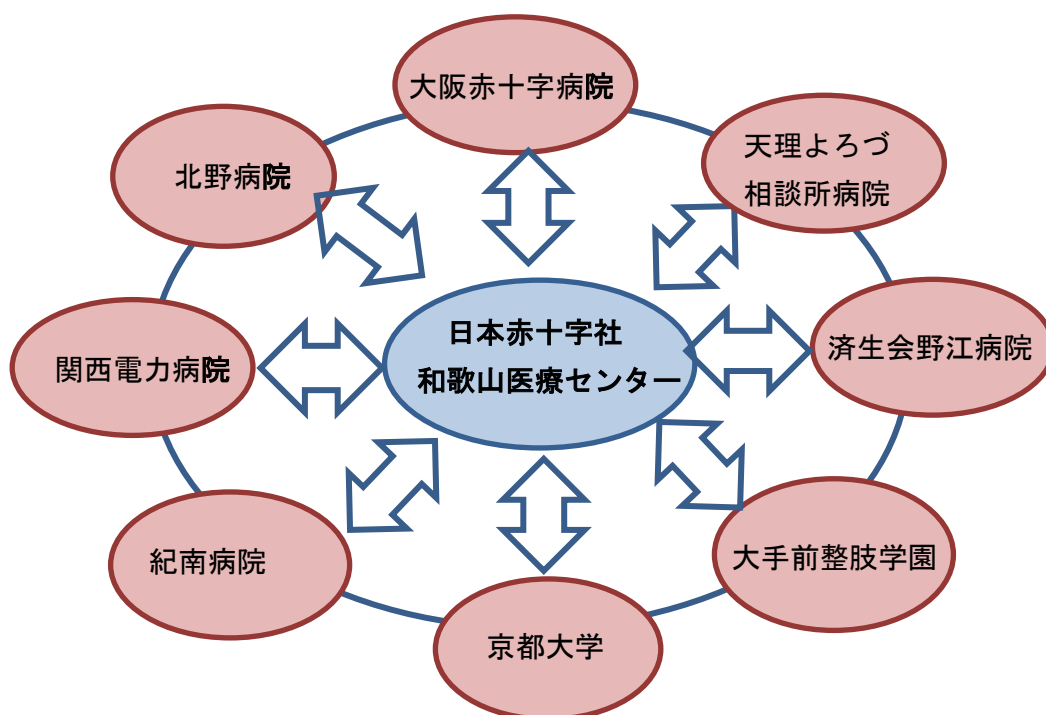 大阪赤十字病院
天理よろづ
相談所病院
北野病院
日本赤十字社
和歌山医療センター
済生会野江病院
関西電力病院
紀南病院
大手前整肢学園
京都大学